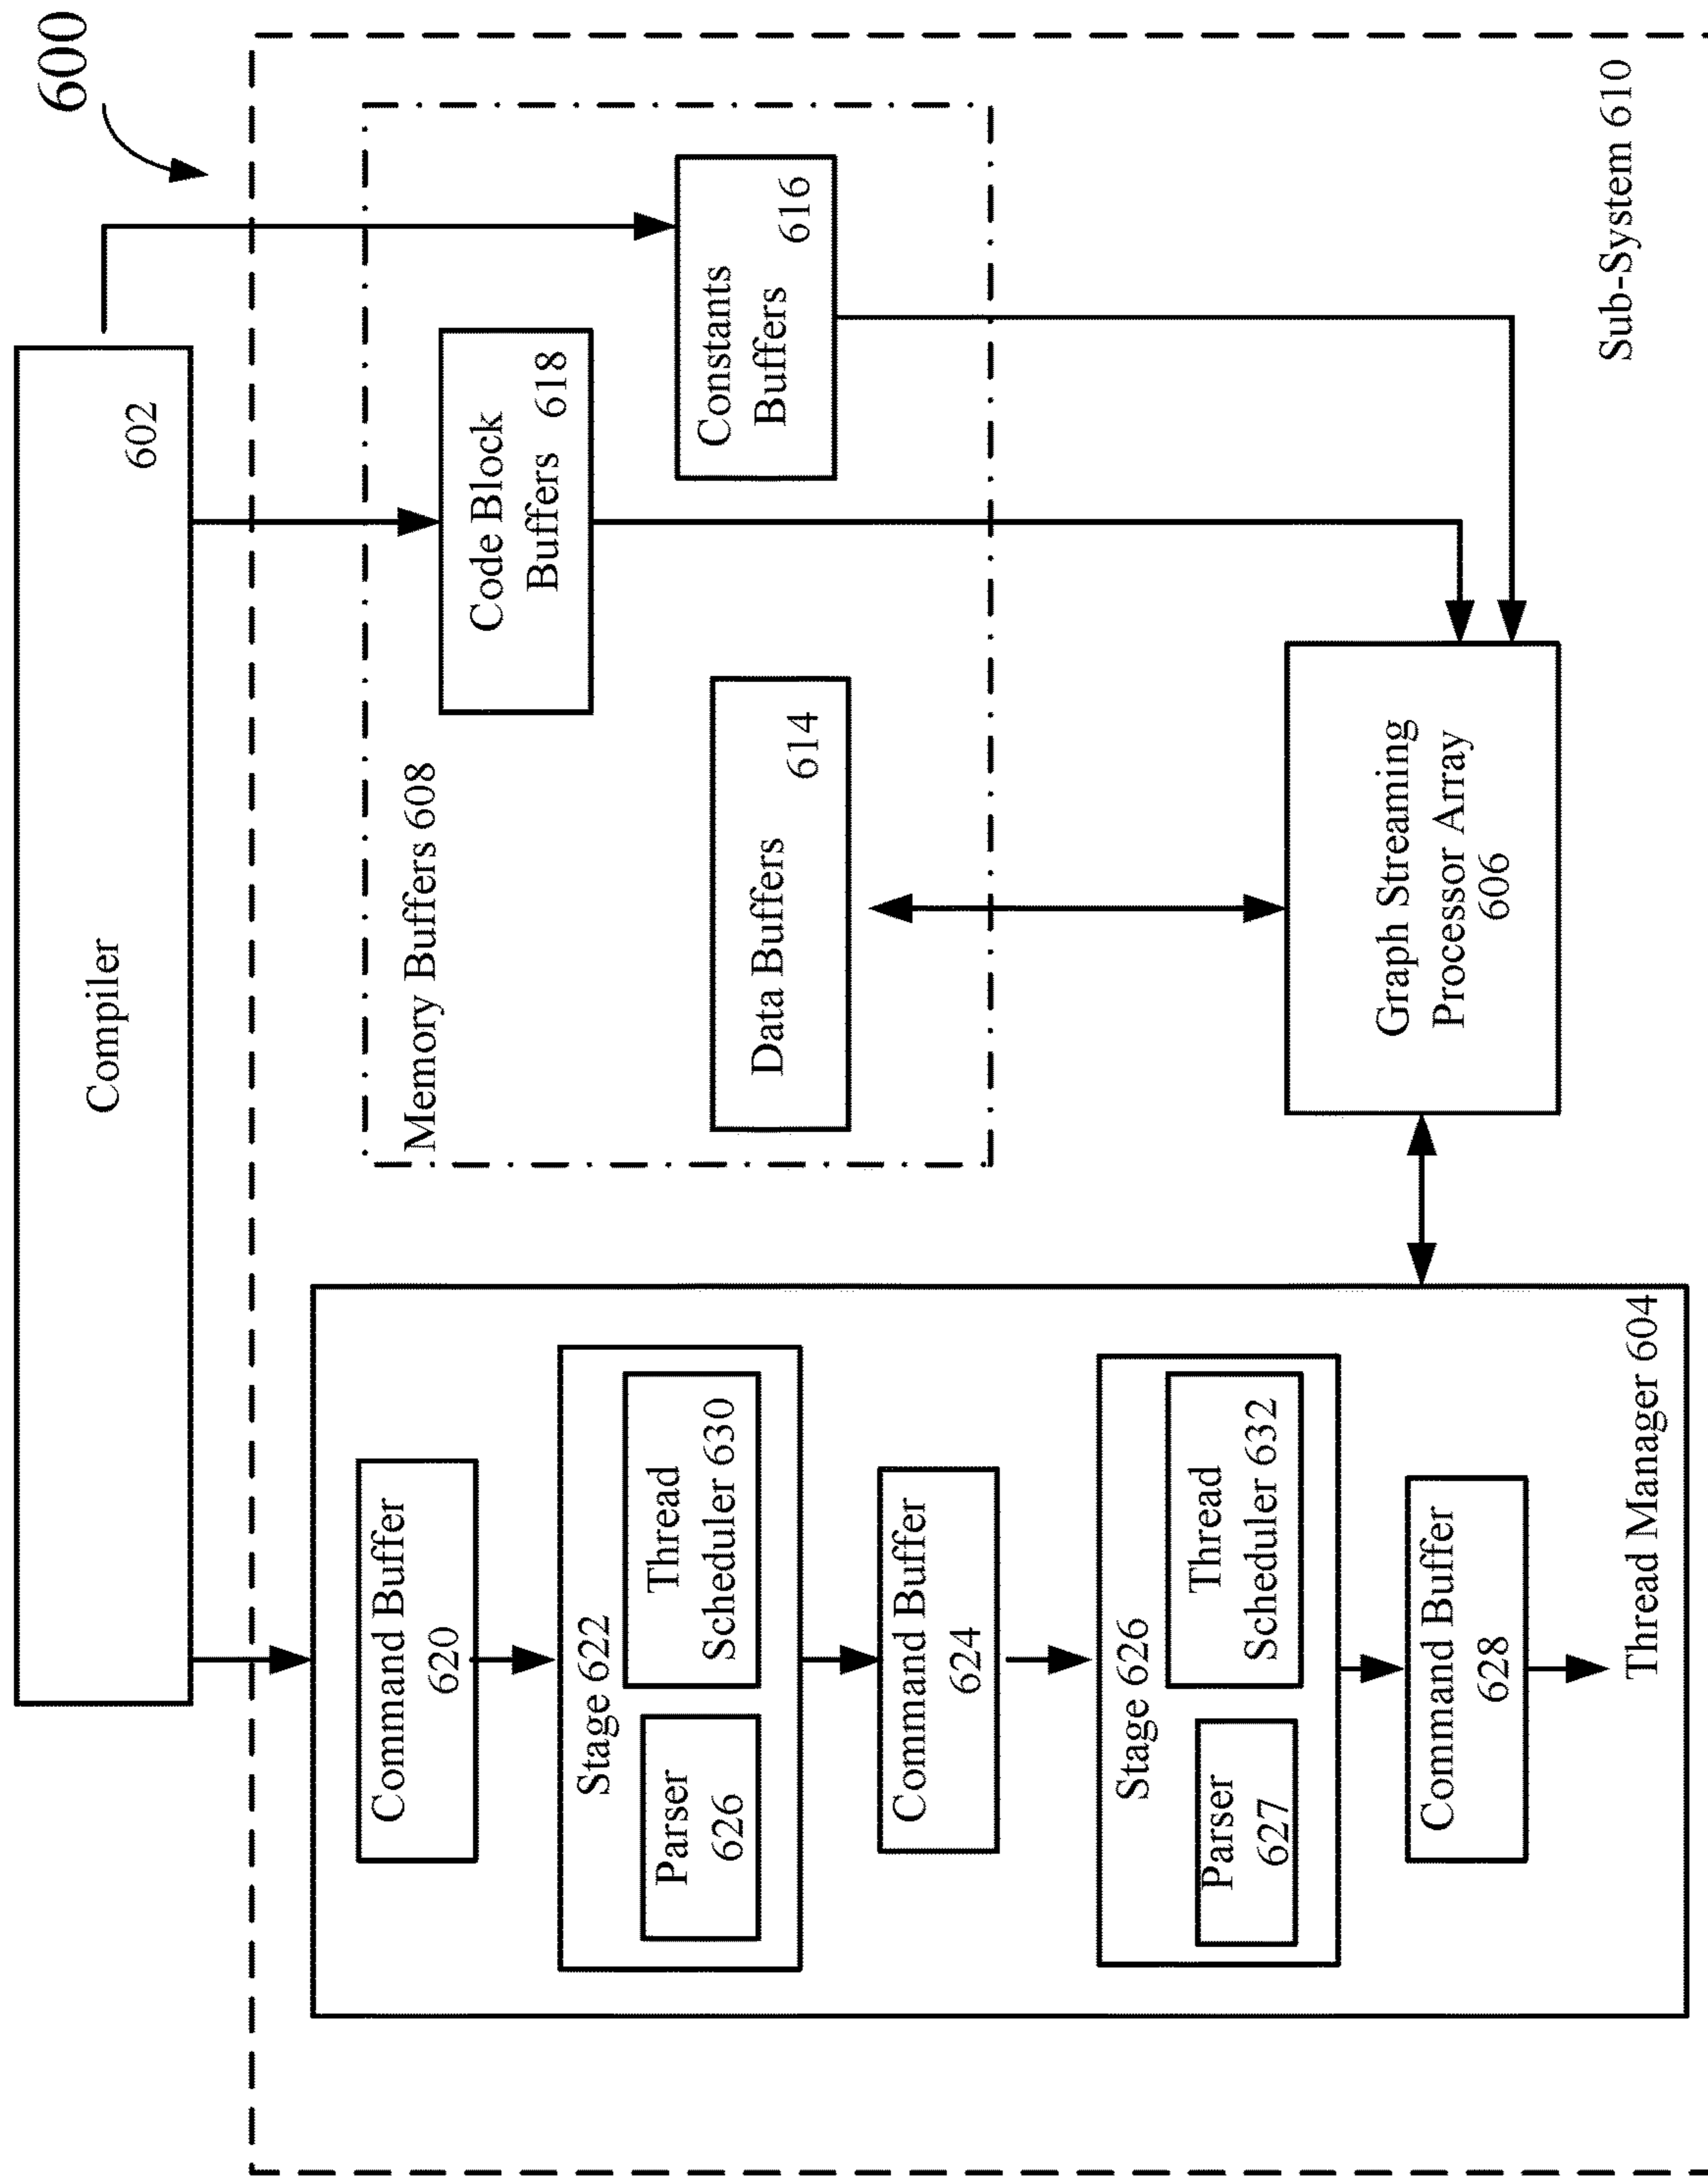 600
Compiler
602
Memory Buffers 608
Code Block
Buffers 618
Data Buffers
614
Constants
Buffers 616
Command Buffer
620
Stage 622
Parser
626
Thread
Scheduler 630
Command Buffer
624
Stage 626
Parser
627
Thread
Scheduler 632
Command Buffer
628
Thread Manager 604
Graph Streaming
Processor Array
606
Sub-System 610